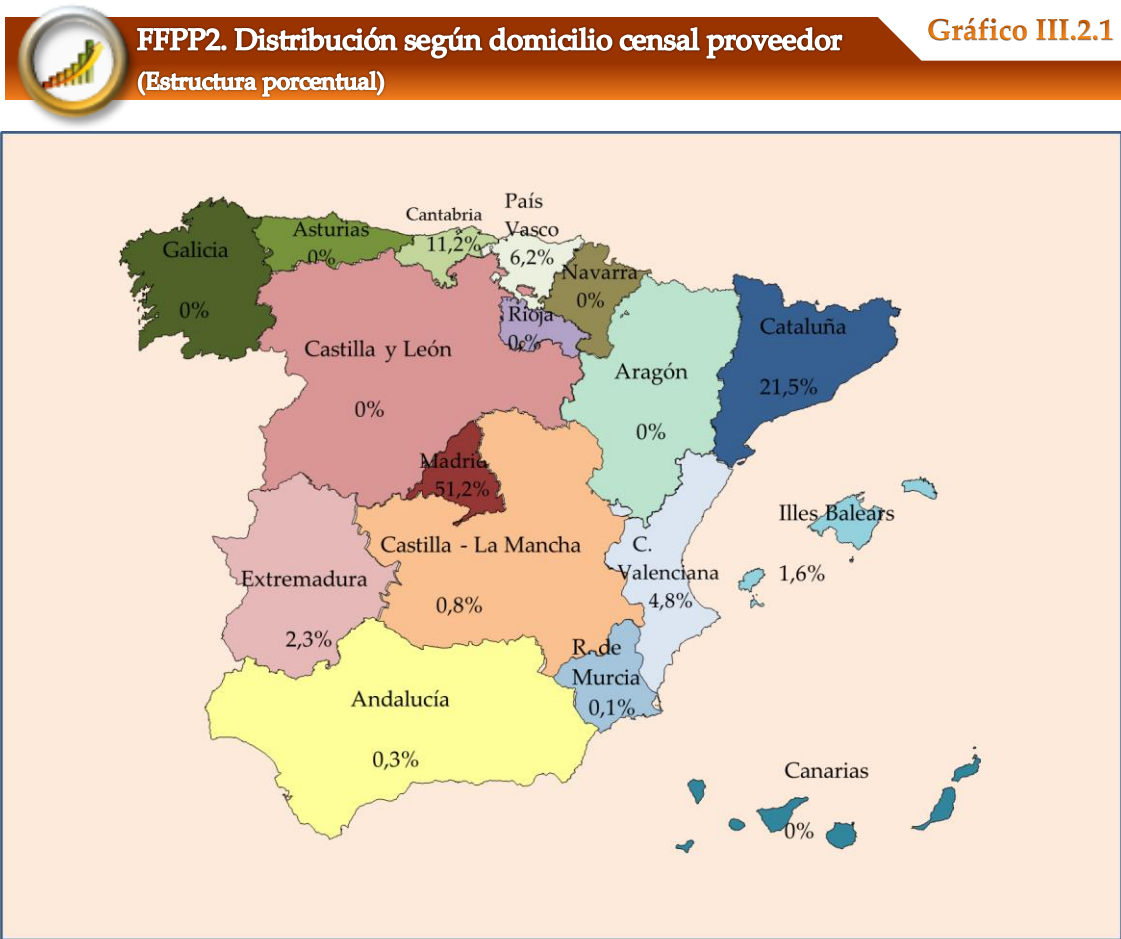 FFPP2. Distribución según domicilio censal proveedor
(Estructura porcentual)
Gráfico III.2.1
Galicia
0%
Asturias
0%
Cantabria
11,2%
País
Vasco
6,2%
Navarra
0%
Rioja
0,%
Castilla y León
0%
Aragón
0%
Cataluña
21,5%
Madrid
51,2%
Castilla - La Mancha
0,8%
C.
Valenciana
4,8%
Illes Balears
1,6%
Extremadura
2,3%
R. de
Murcia
0,1%
Andalucía
0,3%
Canarias
0%